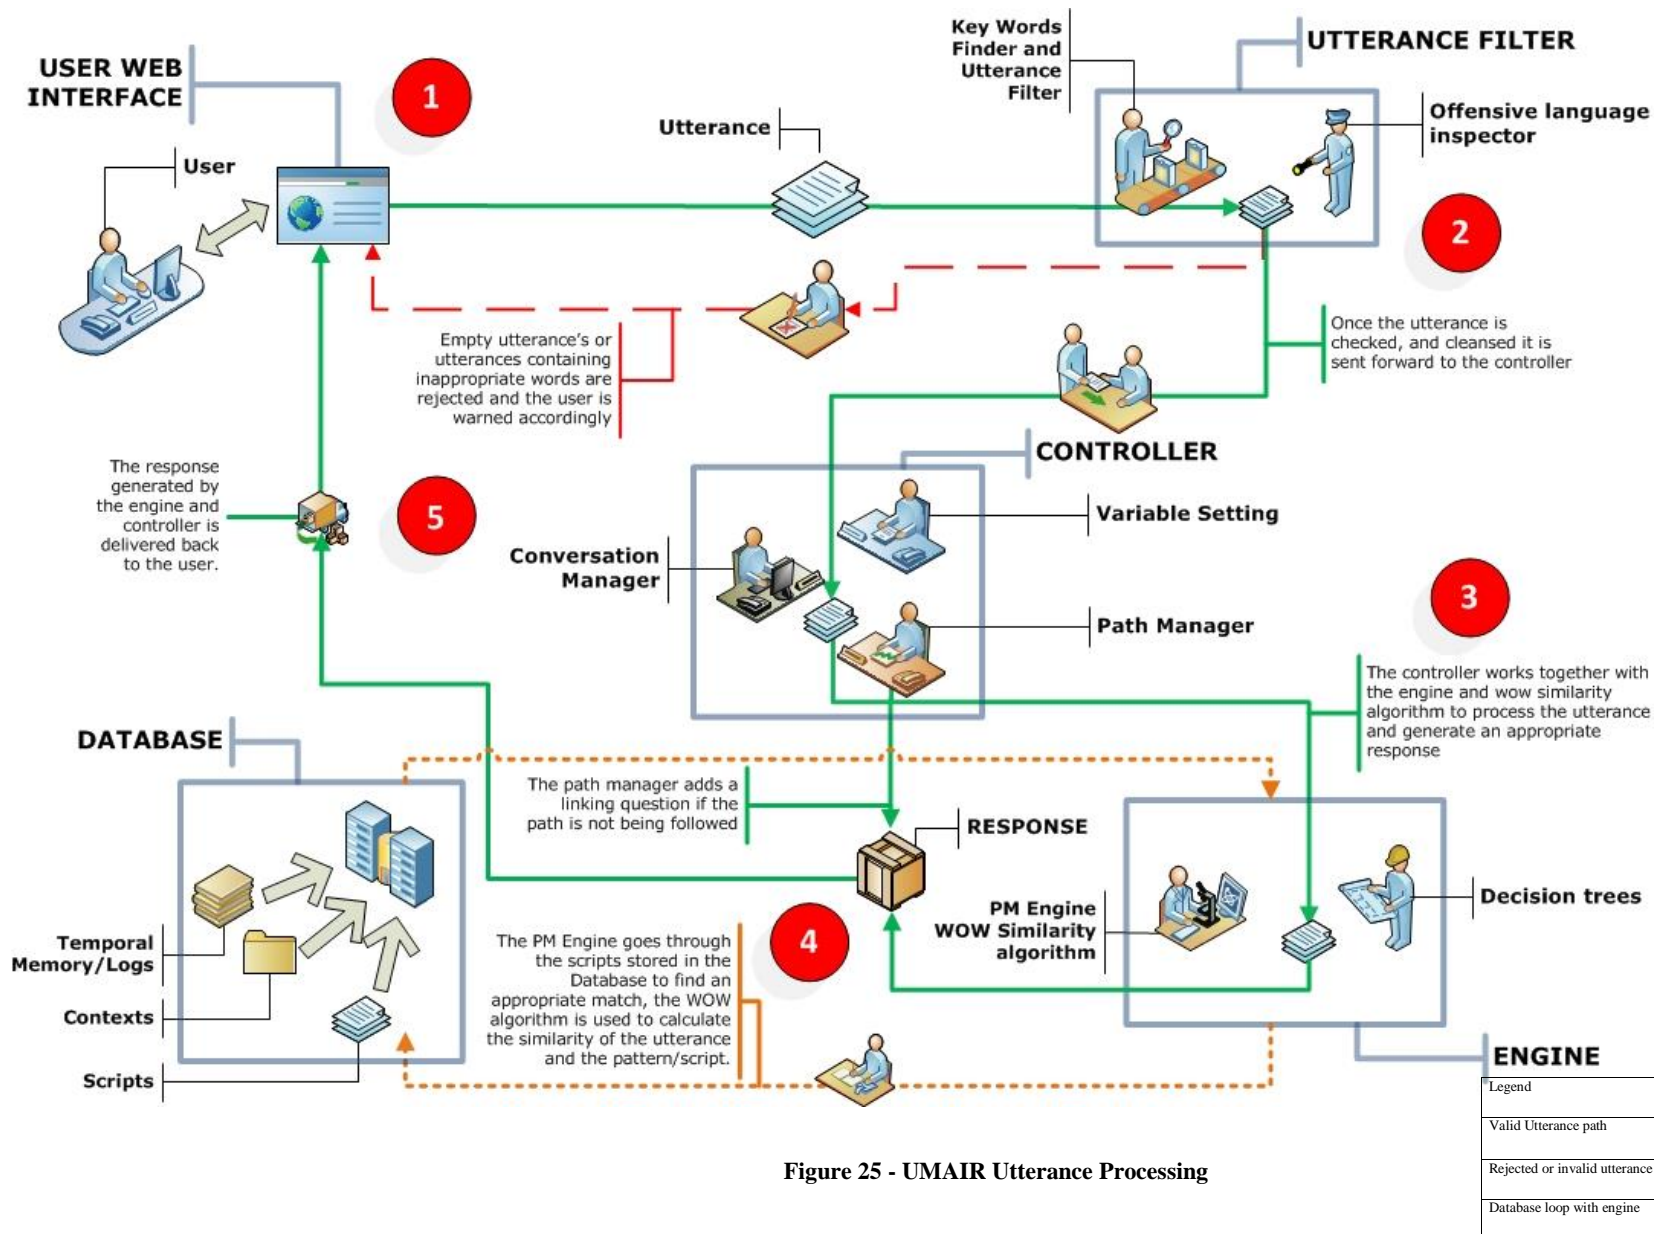 USER WEB
INTERFACE
1
User
Utterance
Key Words
Finder and
Utterance
Filter
UTTERANCE FILTER
Offensive language
inspector
2
Empty utterance's or
utterances containing
inappropriate words are
rejected and the user is
warned accordingly
Once the utterance is
checked, and cleansed it is
sent forward to the controller
CONTROLLER
Variable Setting
Conversation
Manager
Path Manager
The response
generated by
the engine and
controller is
delivered back
to the user.
5
3
The controller works together with
the engine and wow similarity
algorithm to process the utterance
and generate an appropriate
response
DATABASE
Temporal
Memory/Logs
Contexts
Scripts
The path manager adds a
linking question if the
path is not being followed
RESPONSE
4
The PM Engine goes through
the scripts stored in the
Database to find an
appropriate match, the WOW
algorithm is used to calculate
the similarity of the utterance
and the pattern/script.
PM Engine
WOW Similarity
algorithm
Decision trees
ENGINE
Legend
Valid Utterance path
Rejected or invalid utterance
Database loop with engine
Figure 25 - UMAIR Utterance Processing